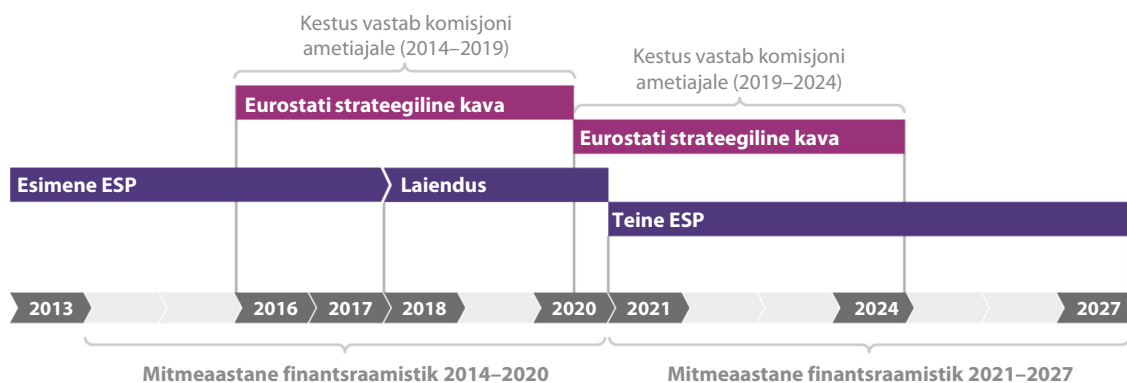 Kestus vastab komisjoni
ametiajale (2014–2019)
Kestus vastab komisjoni
ametiajale (2019–2024)
Eurostati strateegiline kava
Eurostati strateegiline kava
Esimene ESP
Laiendus
Teine ESP
2013 2016 2017 2018 2020 2021 2024 2027
Mitmeaastane finantsraamistik 2014–2020
Mitmeaastane finantsraamistik 2021–2027